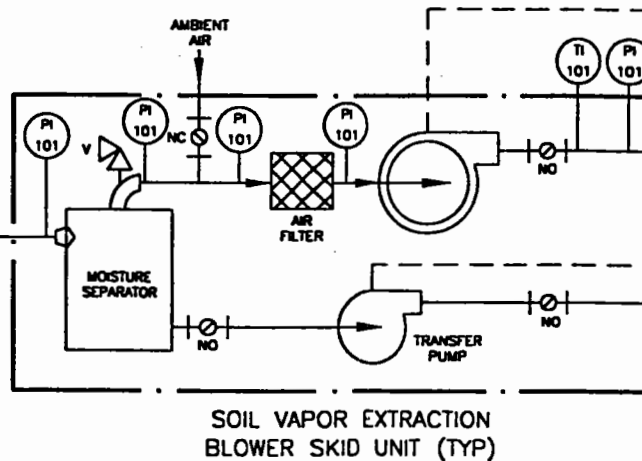 AMBIENT
AIR
TI
101
PI
101
PI
101
PI
101
PI
101
PI
101
V
NC
NO
AIR
FILTER
MOISTURE
SEPARATOR
NO
TRANSFER
PUMP
NO
SOIL VAPOR EXTRACTION
BLOWER SKID UNIT (TYP)